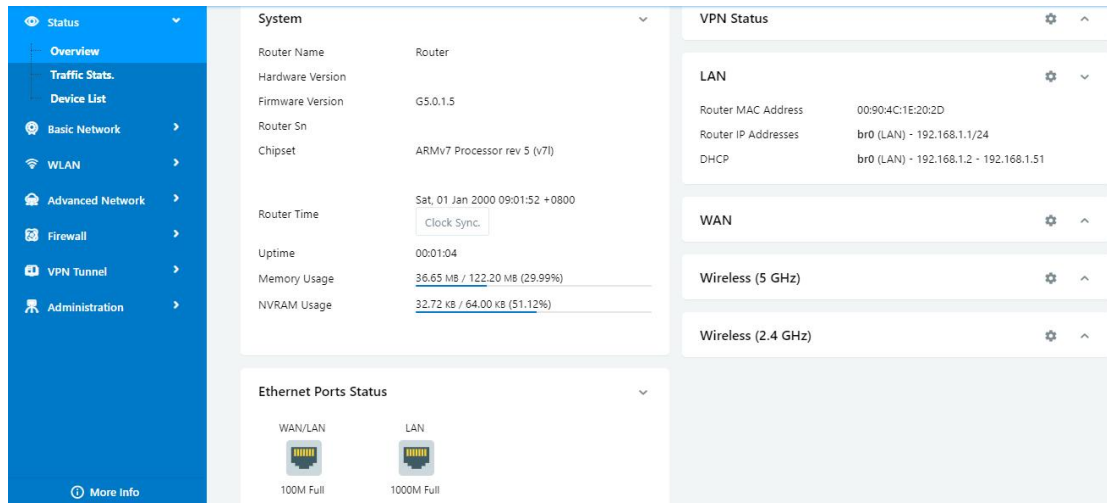 Status
Overview
Traffic Stats.
Device List
Basic Network
WLAN
Advanced Network
Firewall
VPN Tunnel
Administration
More Info
System
Router Name Router
Hardware Version
Firmware Version G5.0.1.5
Router Sn
Chipset ARMv7 Processor rev 5 (v7l)
Router Time Sat, 01 Jan 2000 09:01:52 +0800
Clock Sync.
Uptime 00:01:04
Memory Usage 36.65 MB / 122.20 MB (29.99%)
NVRAM Usage 32.72 KB / 64.00 KB (51.12%)
Ethernet Ports Status
WAN/LAN LAN
100M Full 1000M Full
VPN Status
LAN
Router MAC Address 00:90:4C:1E:20:2D
Router IP Addresses br0 (LAN) - 192.168.1.1/24
DHCP br0 (LAN) - 192.168.1.2 - 192.168.1.51
WAN
Wireless (5 GHz)
Wireless (2.4 GHz)